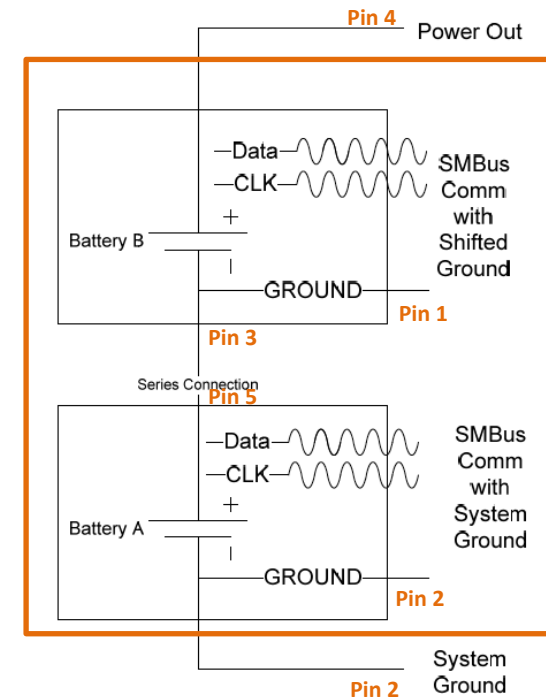 Pin 4
Power Out
Data
CLK
SMBus
Comm
with
Shifted
Ground
+
Battery B
GROUND
Pin 1
Pin 3
Series Connection
Pin 5
Data
CLK
SMBus
Comm
with
System
Ground
+
Battery A
GROUND
Pin 2
System
Ground
Pin 2